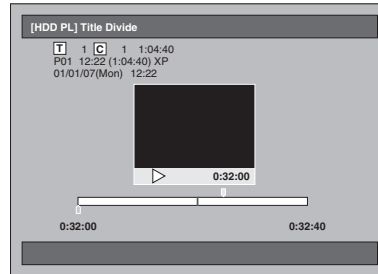 [HDD PL] Title Divide
T 1 C 1 1:04:40
P01 12:22 (1:04:40) XP
01/01/07(Mon) 12:22
0:32:00
0:32:00 0:32:40